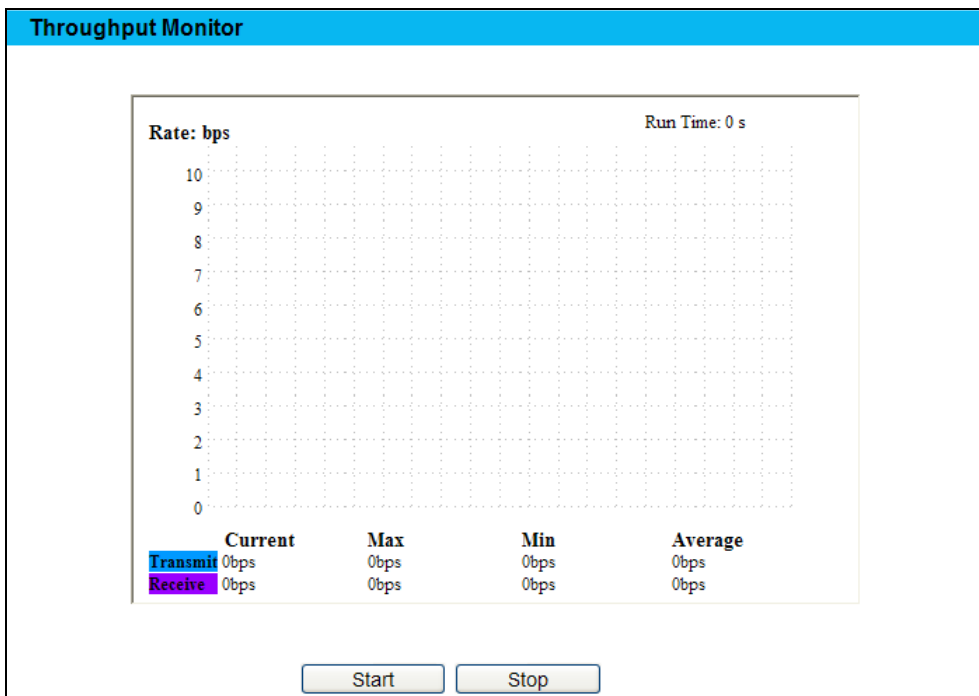 Throughput Monitor
Rate: bps
Run Time: 0 s
10
9
8
7
6
5
4
3
2
1
0
Current Max Min Average
Transmit 0bps 0bps 0bps 0bps
Receive 0bps 0bps 0bps 0bps
Start Stop